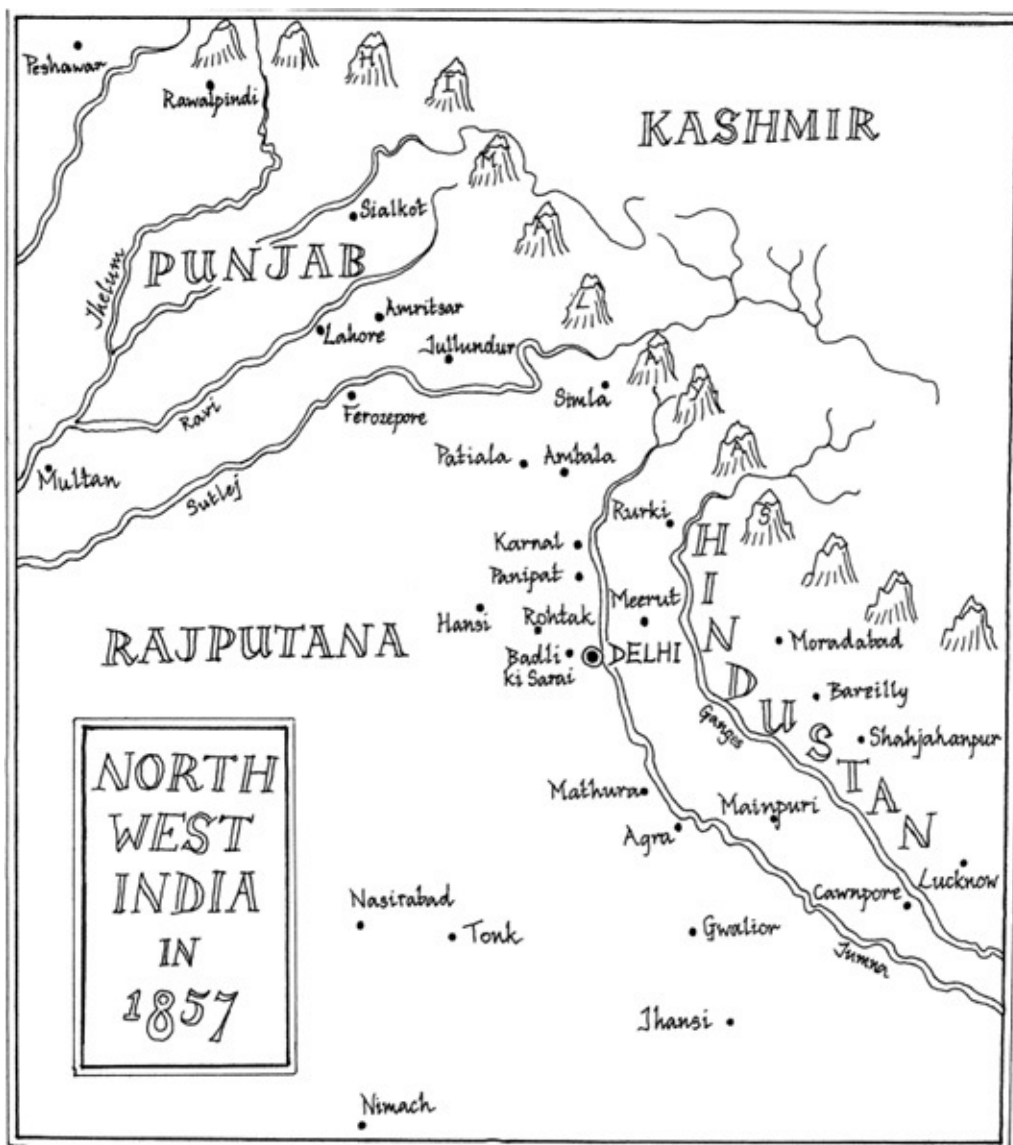 Peshawar
Rawalpindi
KASHMIR
HIMALAYAS
Sialkot
PUNJAB
Jhelum
Amritsar
Lahore
Jullundur
Ravi
Ferozepore
Simla
Multan
Sutlej
Patiala
Ambala
Rurki
Karnal
Panipat
Meerut
Hansi
Rohtak
HINDUSTAN
Moradabad
RAJPUTANA
Badli
ki Sarai
DELHI
Bareilly
Ganges
Shahjahanpur
Mathura
Mainpuri
Agra
Lucknow
Cawnpore
Nasirabad
Tonk
Gwalior
Jumna
Jhansi
Nimach
NORTH
WEST
INDIA
IN
1857